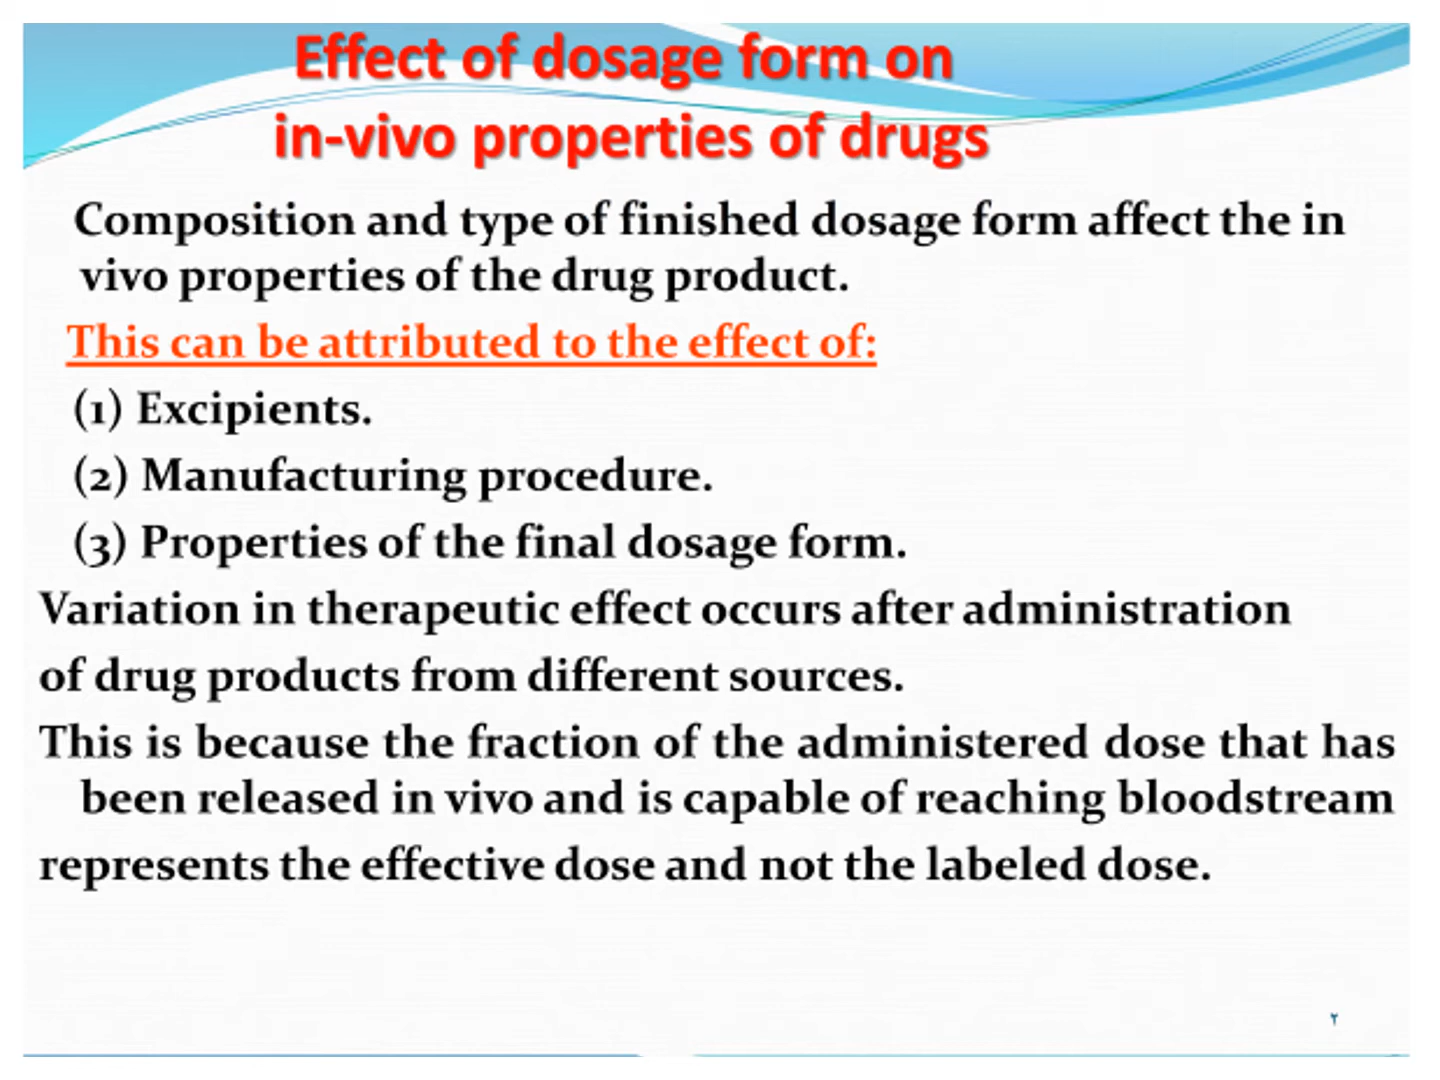 Effect of dosage form on
in-vivo properties of drugs
Composition and type of finished dosage form affect the in
vivo properties of the drug product.
This can be attributed to the effect of:
(1) Excipients.
(2) Manufacturing procedure.
(3) Properties of the final dosage form.
Variation in therapeutic effect occurs after administration
of drug products from different sources.
This is because the fraction of the administered dose that has
been released in vivo and is capable of reaching bloodstream
represents the effective dose and not the labeled dose.
٢